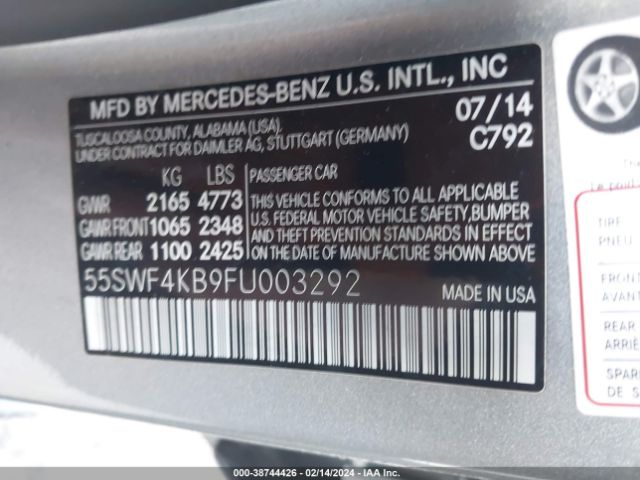 MFD BY MERCEDES-BENZ U.S. INTL., INC
TUSCALOOSA COUNTY, ALABAMA (USA).
UNDER CONTRACT FOR DAIMLER AG, STUTTGART (GERMANY)
07/14
C792
KG LBS
GVWR 2165 4773
GAWR FRONT 1065 2348
GAWR REAR 1100 2425
PASSENGER CAR
THIS VEHICLE CONFORMS TO ALL APPLICABLE
U.S. FEDERAL MOTOR VEHICLE SAFETY, BUMPER
AND THEFT PREVENTION STANDARDS IN EFFECT
ON THE DATE OF MANUFACTURE SHOWN ABOVE
55SWF4KB9FU003292
MADE IN USA
TIRE
PNEU
FRONT
AVANT
REAR
ARRIÈ
SPAR
DE S
000-38744426 - 02/14/2024 - IAA Inc.